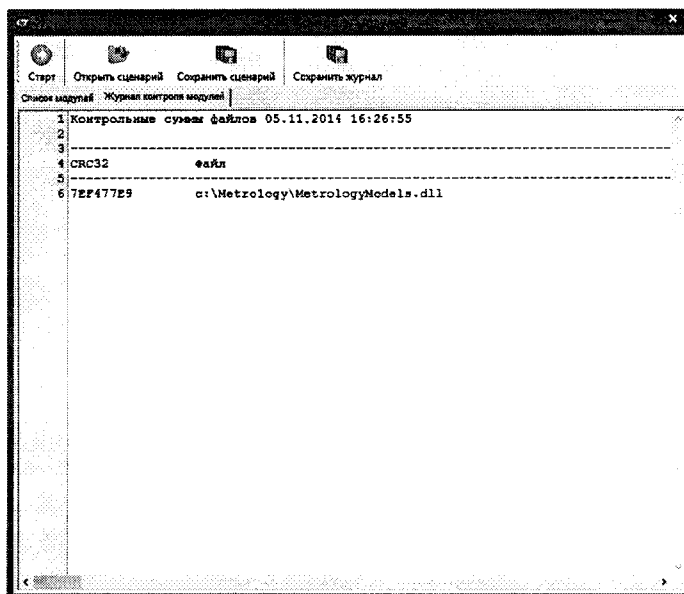 Старт Открыть сценарий Сохранить сценарий Сохранить журнал
Список модулей Журнал контроля модулей
1 Контрольные суммы файлов 05.11.2014 16:26:55
2
3 --------------------------------------------------------------------------------
4 CRC32 Файл
5 --------------------------------------------------------------------------------
6 7EF477E9 c:\Metrology\MetrologyModels.dll